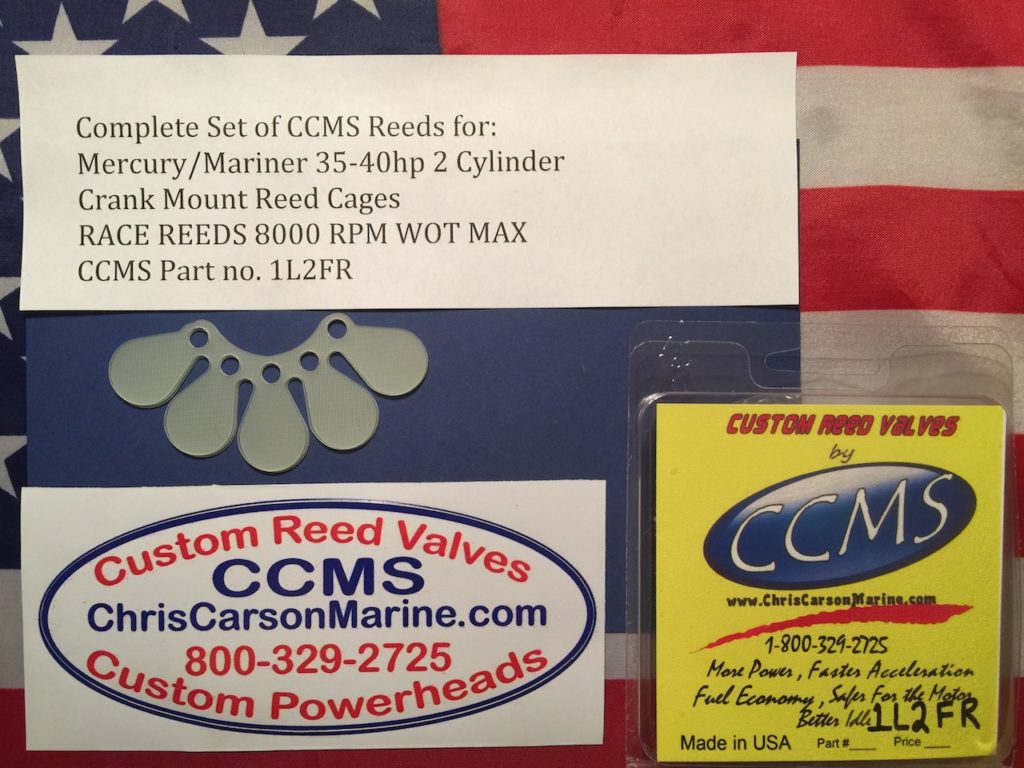 Complete Set of CCMS Reeds for:
Mercury/Mariner 35-40hp 2 Cylinder
Crank Mount Reed Cages
RACE REEDS 8000 RPM WOT MAX
CCMS Part no. 1L2FR
Custom Reed Valves
CCMS
ChrisCarsonMarine.com
800-329-2725
Custom Powerheads
CUSTOM REED VALVES
by
CCMS
www.ChrisCarsonMarine.com
1-800-329-2725
More Power, Faster Acceleration
Fuel Economy, Safer For the Motor
Better Idle 1L2FR
Made in USA Part #___ Price ___